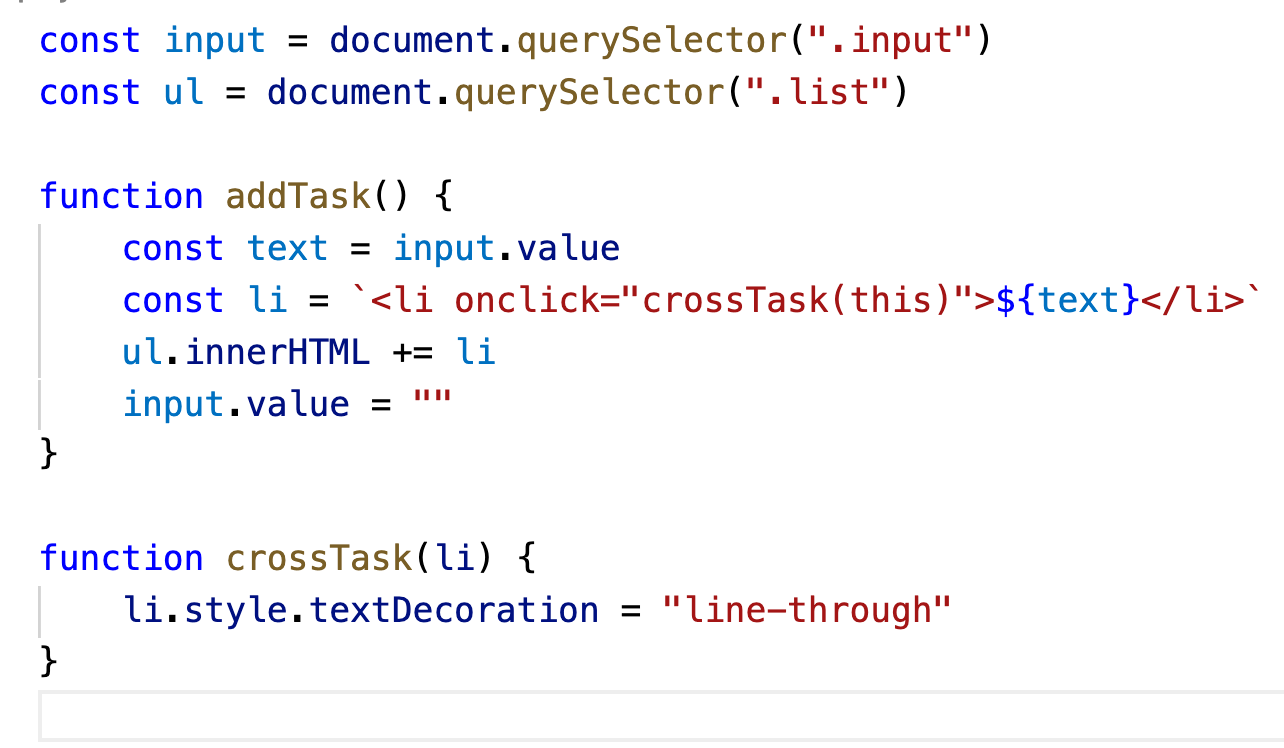 const input = document.querySelector(".input")
const ul = document.querySelector(".list")
function addTask() {
const text = input.value
const li = `<li onclick="crossTask(this)">${text}</li>`
ul.innerHTML += li
input.value = ""
}
function crossTask(li) {
li.style.textDecoration = "line-through"
}